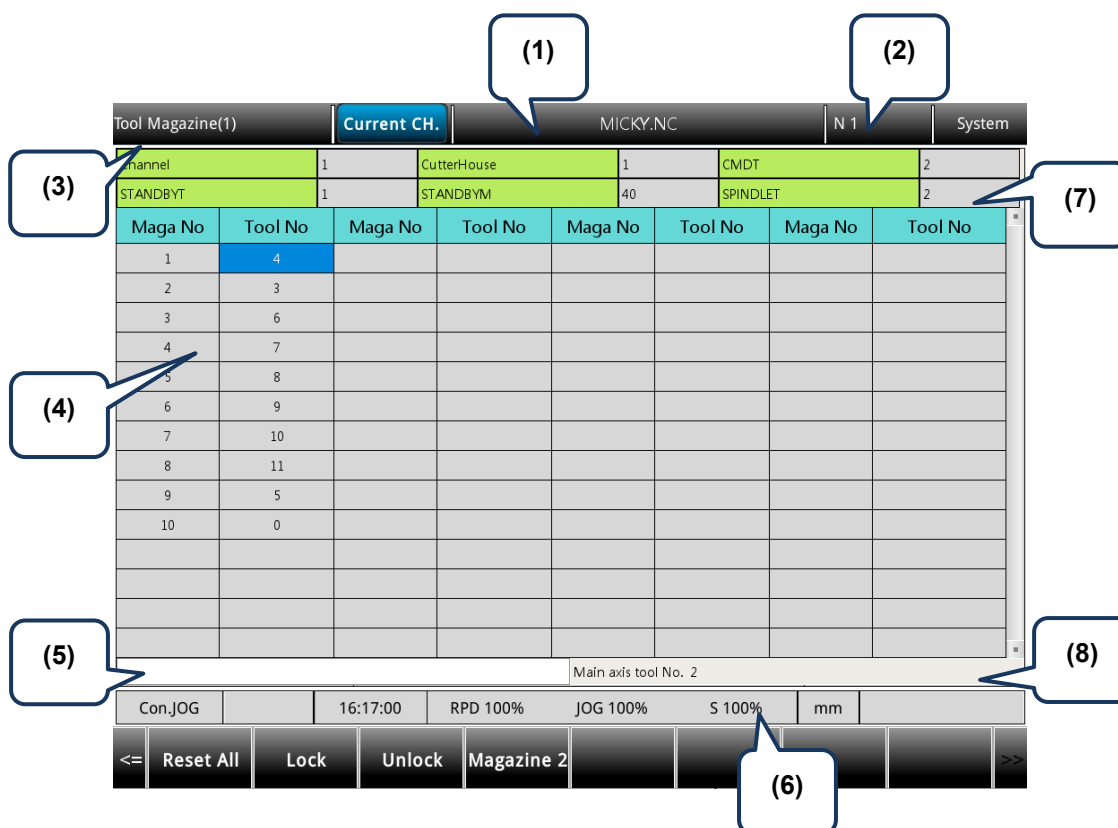 (1)
(2)
Tool Magazine(1) Current CH. MICKY.NC N 1 System
(3)
Channel 1 CutterHouse 1 CMDT 2
STANDBYT 1 STANDBYM 40 SPINDLET 2
(7)
Maga No Tool No Maga No Tool No Maga No Tool No Maga No Tool No
1 4
2 3
3 6
4 7
5 8
(4)
6 9
7 10
8 11
9 5
10 0
(5)
(8)
Main axis tool No. 2
Con.JOG 16:17:00 RPD 100% JOG 100% S 100% mm
<= Reset All Lock Unlock Magazine 2 >>
(6)